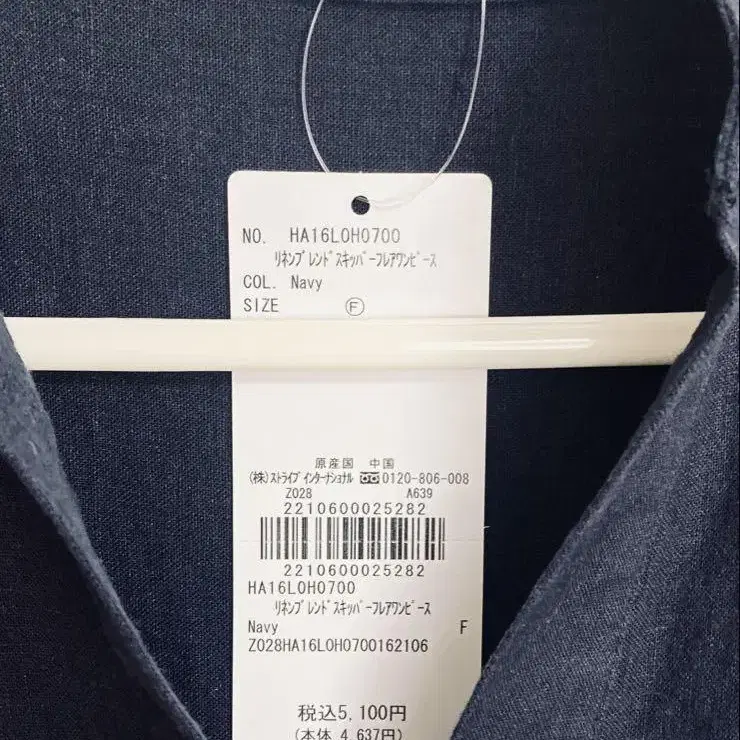 NO. HA16L0H0700
ﾘﾈﾝﾌﾞﾚﾝﾄﾞｽｷｯﾊﾟｰﾌﾚｱﾜﾝﾋﾟｰｽ
COL. Navy
SIZE Ⓕ
原産国 中国
(株)ｽﾄﾗｲﾌﾟｲﾝﾀｰﾅｼｮﾅﾙ 0120-806-008
Z028 A639
2210600025282
2210600025282
HA16L0H0700
ﾘﾈﾝﾌﾞﾚﾝﾄﾞｽｷｯﾊﾟｰﾌﾚｱﾜﾝﾋﾟｰｽ
Navy F
Z028HA16L0H0700162106
税込5,100円
(本体 4,637円)